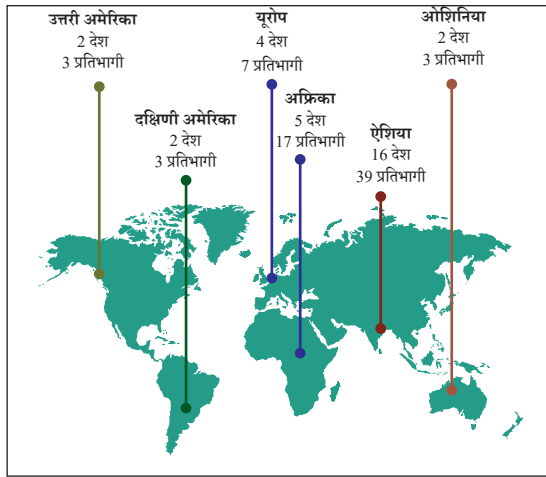 उत्तरी अमेरिका
2 देश
3 प्रतिभागी
यूरोप
4 देश
7 प्रतिभागी
ओशिनिया
2 देश
3 प्रतिभागी
दक्षिणी अमेरिका
2 देश
3 प्रतिभागी
अफ्रिका
5 देश
17 प्रतिभागी
ऐशिया
16 देश
39 प्रतिभागी